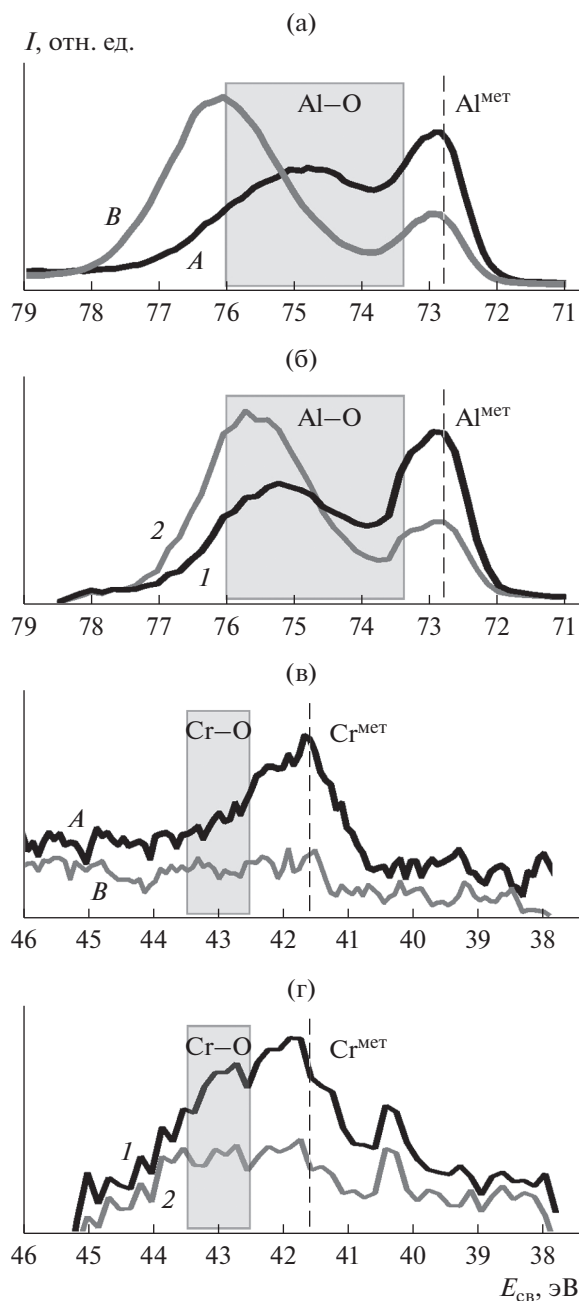 (а)
I, отн. ед.
Al–O
Alмет
B
A
79 78 77 76 75 74 73 72 71
(б)
Al–O
Alмет
2
1
79 78 77 76 75 74 73 72 71
(в)
Cr–O
Crмет
A
B
46 45 44 43 42 41 40 39 38
(г)
Cr–O
Crмет
1
2
46 45 44 43 42 41 40 39 38
Eсв, эВ